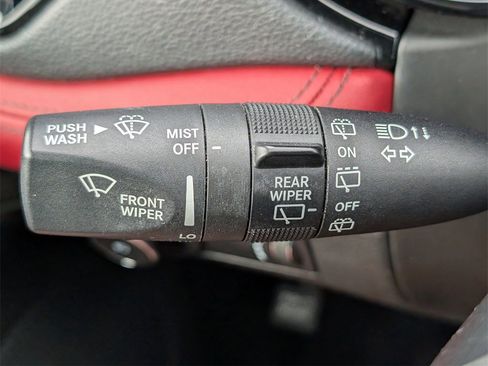 PUSH
WASH
MIST
OFF
FRONT
WIPER
LO
REAR
WIPER
ON
OFF